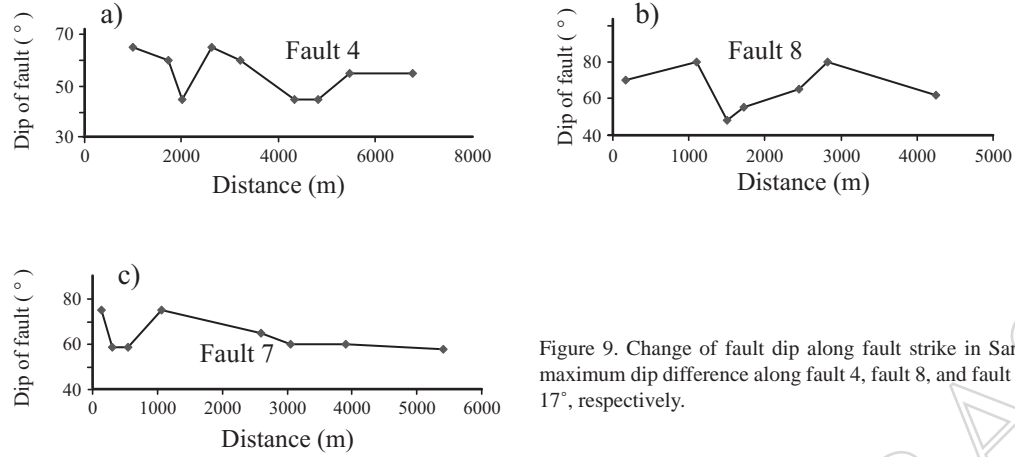 a)
Fault 4
Dip of fault ( ° )
70
50
30
0 2000 4000 6000 8000
Distance (m)
b)
Fault 8
Dip of fault ( ° )
80
60
40
0 1000 2000 3000 4000 5000
Distance (m)
c)
Fault 7
Dip of fault ( ° )
80
60
40
0 1000 2000 3000 4000 5000 6000
Distance (m)
Figure 9. Change of fault dip along fault strike in
maximum dip difference along fault 4, fault 8, and fault
17°, respectively.